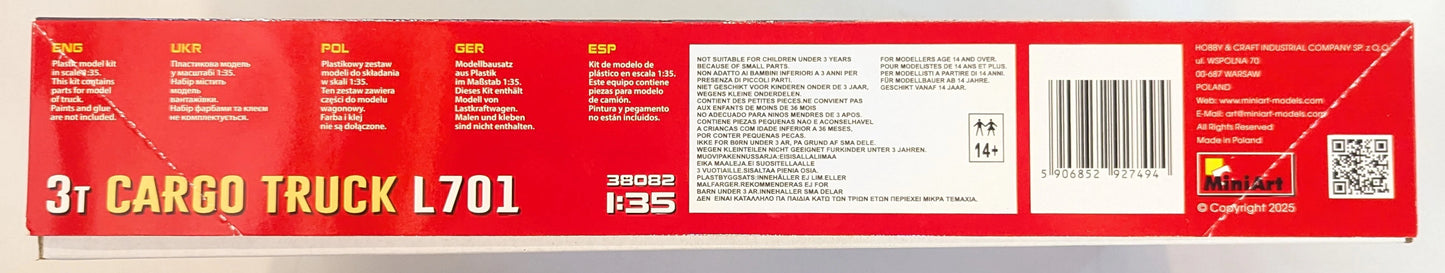 ENG
Plastic model kit
in scale 1:35.
This kit contains
parts for model
of truck.
Paints and glue
are not included.
UKR
Пластикова модель
у масштабі 1:35.
Набір містить
модель
вантажівки.
Набір фарбами та клеєм
не комплектується.
POL
Plastikowy zestaw
modeli do składania
w skali 1:35.
Ten zestaw zawiera
części do modelu
wagonowy.
Farba i klej
nie są dołączone.
GER
Modellbausatz
aus Plastik
im Maßstab 1:35.
Dieses Kit enthält
Modell von
Lastkraftwagen.
Malen und kleben
sind nicht enthalten.
ESP
Kit de modelo de
plástico en escala 1:35.
Este equipo contiene
piezas para modelo
de camión.
Pintura y pegamento
no están incluidos.
3T CARGO TRUCK L701
38082
1:35
NOT SUITABLE FOR CHILDREN UNDER 3 YEARS
BECAUSE OF SMALL PARTS.
NON ADATTO AI BAMBINI INFERIORI A 3 ANNI PER
PRESENZA DI PICCOLI PARTI.
NIET GESCHIKT VOOR KINDEREN ONDER DE 3 JAAR,
WEGENS KLEINE ONDERDELEN.
CONTIENT DES PETITES PIECES.NE CONVIENT PAS
AUX ENFANTS DE MOINS DE 36 MOIS
NO ADECUADO PARA NINOS MENDRES DE 3 APOS.
CONTIENE PIEZAS PEQUENAS NAO E ACONSELHAVEL
A CRIANCAS COM IDADE INFERIOR A 36 MESES,
POR CONTER PEQUENAS PECAS.
IKKE FOR B0RN UNDER 3 AR, PA GRUND AF SMA DELE.
WEGEN KLEINTEILEN NICHT GEEIGNET FURKINDER UNTER 3 JAHREN.
MUOVIPAKENNUSSARJA:EISISALLALIIMAA
EIKA MAALEJA.EI SUOSITELLAALLE
3 VUOTIALLE.SISALTAA PIENIA OSIA.
PLASTBYGGSATS:INNEHÅLLER EJ LIM.ELLER
MALFARGER.REKOMMENDERAS EJ FOR
BARN UNDER 3 AR.INNEHALLER SMA DELAR
ΔΕΝ ΕΙΝΑΙ ΚΑΤΑΛΛΗΛΟ ΓΙΑ ΠΑΙΔΙΑ ΚΑΤΩ ΤΩΝ ΤΡΙΩΝ ΕΤΩΝ ΠΕΡΙΕΧΕΙ ΜΙΚΡΑ ΤΕΜΑΧΙΑ.
FOR MODELLERS AGE 14 AND OVER.
POUR MODELISTES DE 14 ANS ET PLUS.
PER MODELLISTI A PARTIRE DI 14 ANNI.
FÜR MODELLBAUER AB 14 JAHRE.
GESCHIKT VANAF 14 JAAR.
14+
5 906852 927494
HOBBY & CRAFT INDUSTRIAL COMPANY SP. z O.O.
ul. WSPOLNA 70
00-687 WARSAW
POLAND
Web: www.miniart-models.com
E-Mail: art@miniart-models.com
All Rights Reserved
Made in Poland
MiniArt
© Copyright 2025